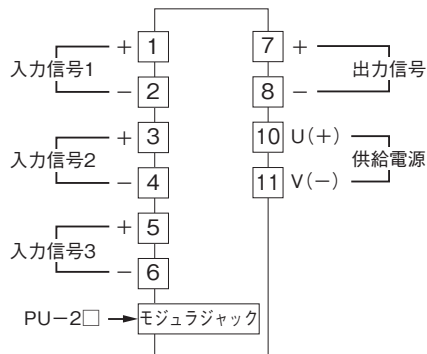 入力信号1
+ 1
− 2
入力信号2
+ 3
− 4
入力信号3
+ 5
− 6
PU−2□ モジュラジャック
7 +
8 −
出力信号
10 U(+)
11 V(−)
供給電源